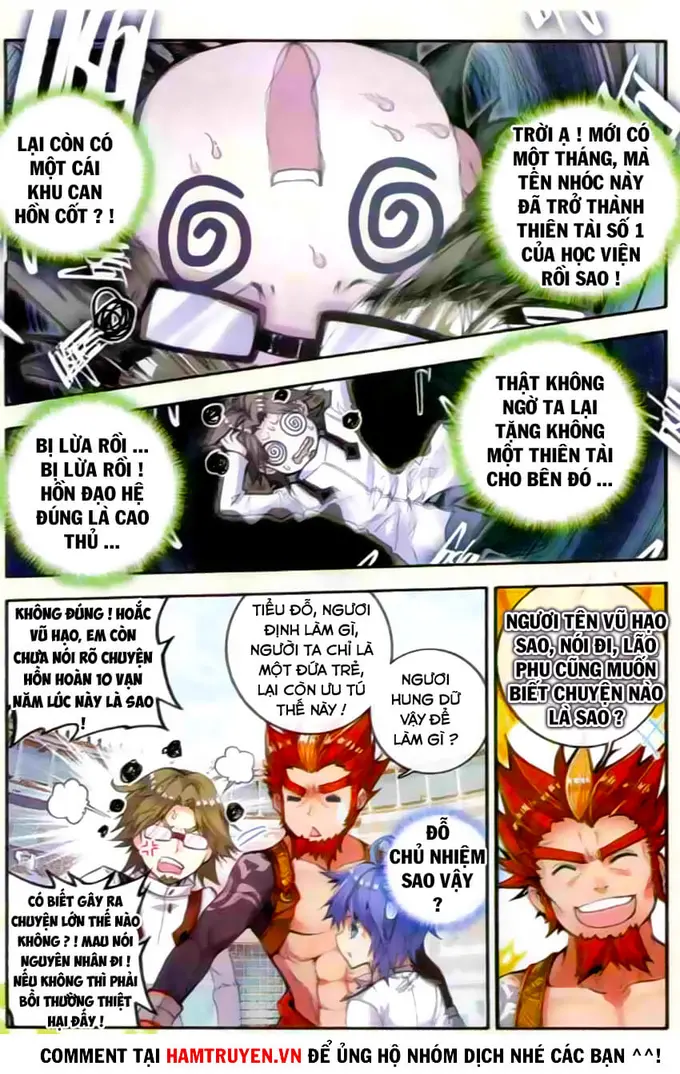 LẠI CÒN CÓ
MỘT CÁI
KHU CAN
HỒN CỐT ? !
TRỜI Ạ ! MỚI CÓ
MỘT THÁNG, MÀ
TÊN NHÓC NÀY
ĐÃ TRỞ THÀNH
THIÊN TÀI SỐ 1
CỦA HỌC VIỆN
RỒI SAO !
THẬT KHÔNG
NGỜ TA LẠI
TẶNG KHÔNG
MỘT THIÊN TÀI
CHO BÊN ĐÓ ...
BỊ LỪA RỒI ...
BỊ LỪA RỒI !
HỒN ĐẠO HỆ
ĐÚNG LÀ CAO
THỦ ...
KHÔNG ĐÚNG ! HOẮC
VŨ HẠO, EM CÒN
CHƯA NÓI RÕ CHUYỆN
HỒN HOÀN 10 VẠN
NĂM LÚC NÀY LÀ SAO
!
TIỂU ĐỖ, NGƯƠI
ĐỊNH LÀM GÌ,
NGƯỜI TA CHỈ LÀ
MỘT ĐỨA TRẺ,
LẠI CÒN ƯU TÚ
THẾ NÀY !
NGƯƠI
HUNG DỮ
VẬY ĐỂ
LÀM GÌ ?
NGƯƠI TÊN VŨ HẠO
SAO, NÓI ĐI, LÃO
PHU CŨNG MUỐN
BIẾT CHUYỆN NÀO
LÀ SAO ?
ĐỖ
CHỦ NHIỆM
SAO VẬY
?
CÓ BIẾT GÂY RA
CHUYỆN LỚN THẾ NÀO
KHÔNG ? ! MAU NÓI
NGUYÊN NHÂN ĐI !
NẾU KHÔNG THÌ PHẢI
BỒI THƯỜNG THIỆT
HẠI ĐẤY !
COMMENT TẠI HAMTRUYEN.VN ĐỂ ỦNG HỘ NHÓM DỊCH NHÉ CÁC BẠN ^^!